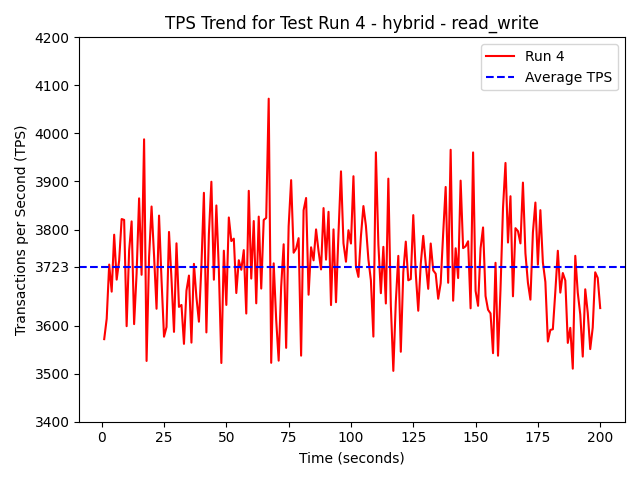 TPS Trend for Test Run 4 - hybrid - read_write
Run 4
Average TPS
Transactions per Second (TPS)
4200
4100
4000
3900
3800
3723
3600
3500
3400
0 25 50 75 100 125 150 175 200
Time (seconds)